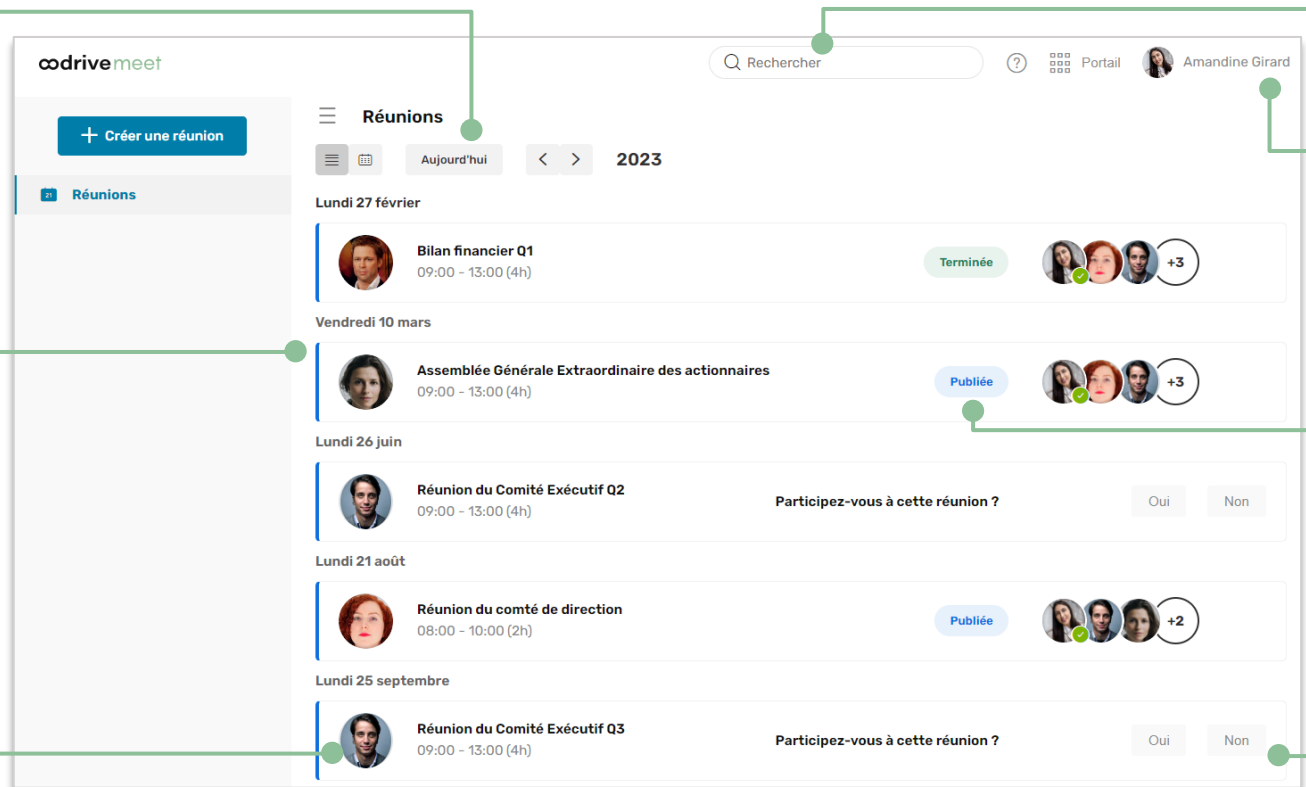 oodrive meet
Rechercher
?
Portail
Amandine Girard
+ Créer une réunion
Réunions
Réunions
Aujourd'hui
< >
2023
Lundi 27 février
Bilan financier Q1
09:00 - 13:00 (4h)
Terminée
+3
Vendredi 10 mars
Assemblée Générale Extraordinaire des actionnaires
09:00 - 13:00 (4h)
Publiée
+3
Lundi 26 juin
Réunion du Comité Exécutif Q2
09:00 - 13:00 (4h)
Participez-vous à cette réunion ?
Oui
Non
Lundi 21 août
Réunion du comté de direction
08:00 - 10:00 (2h)
Publiée
+2
Lundi 25 septembre
Réunion du Comité Exécutif Q3
09:00 - 13:00 (4h)
Participez-vous à cette réunion ?
Oui
Non